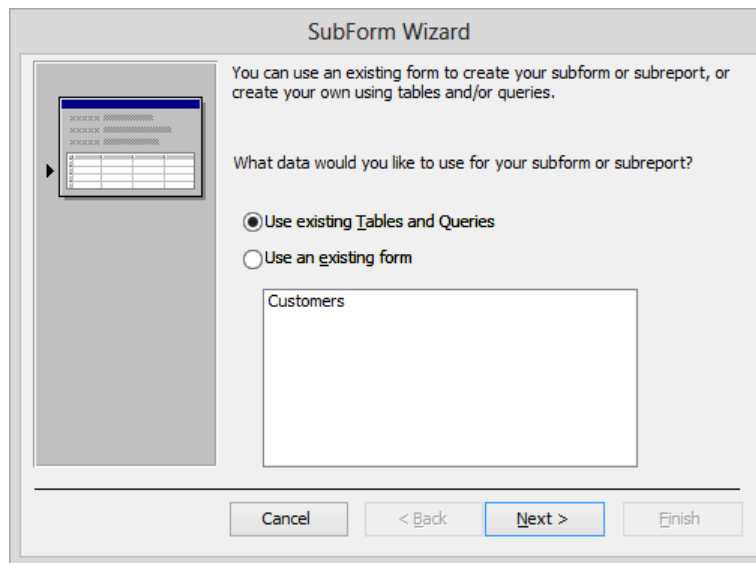 SubForm Wizard
You can use an existing form to create your subform or subreport, or
create your own using tables and/or queries.
What data would you like to use for your subform or subreport?
Use existing Tables and Queries
Use an existing form
Customers
Cancel
< Back
Next >
Finish